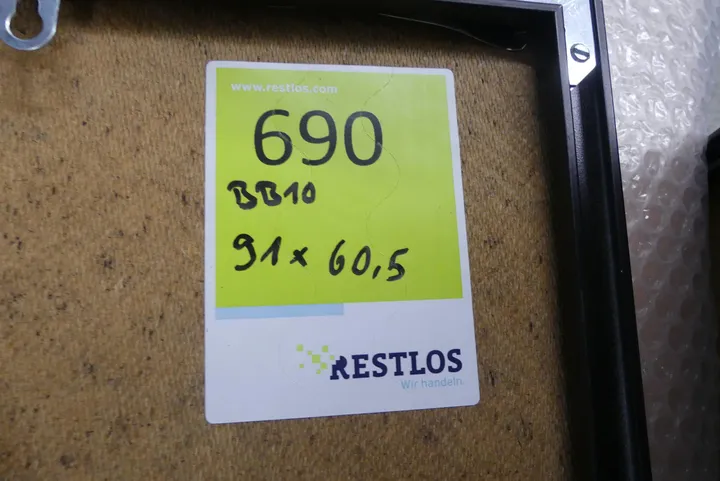 www.restlos.com
690
BB10
91 x 60,5
RESTLOS
Wir handeln.